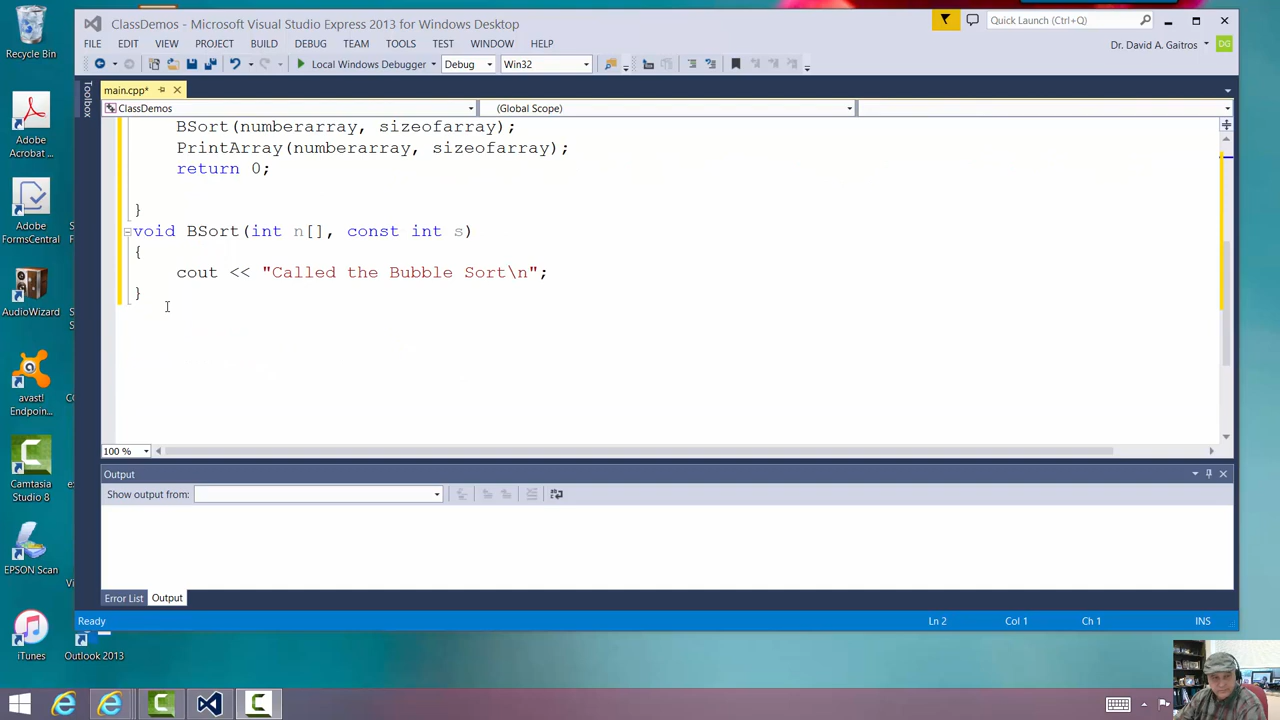 Recycle Bin
Adobe
Acrobat ...
Adobe
FormsCentral
AudioWizard
avast!
Endpoin...
Camtasia
Studio 8
EPSON Scan
iTunes
Outlook 2013
ClassDemos - Microsoft Visual Studio Express 2013 for Windows Desktop
Quick Launch (Ctrl+Q)
FILE EDIT VIEW PROJECT BUILD DEBUG TEAM TOOLS TEST WINDOW HELP
Dr. David A. Gaitros DG
Local Windows Debugger Debug Win32
Toolbox
main.cpp*
ClassDemos (Global Scope)
BSort(numberarray, sizeofarray);
PrintArray(numberarray, sizeofarray);
return 0;
}
void BSort(int n[], const int s)
{
cout << "Called the Bubble Sort\n";
}
100 %
Output
Show output from:
Error List Output
Ready Ln 2 Col 1 Ch 1 INS